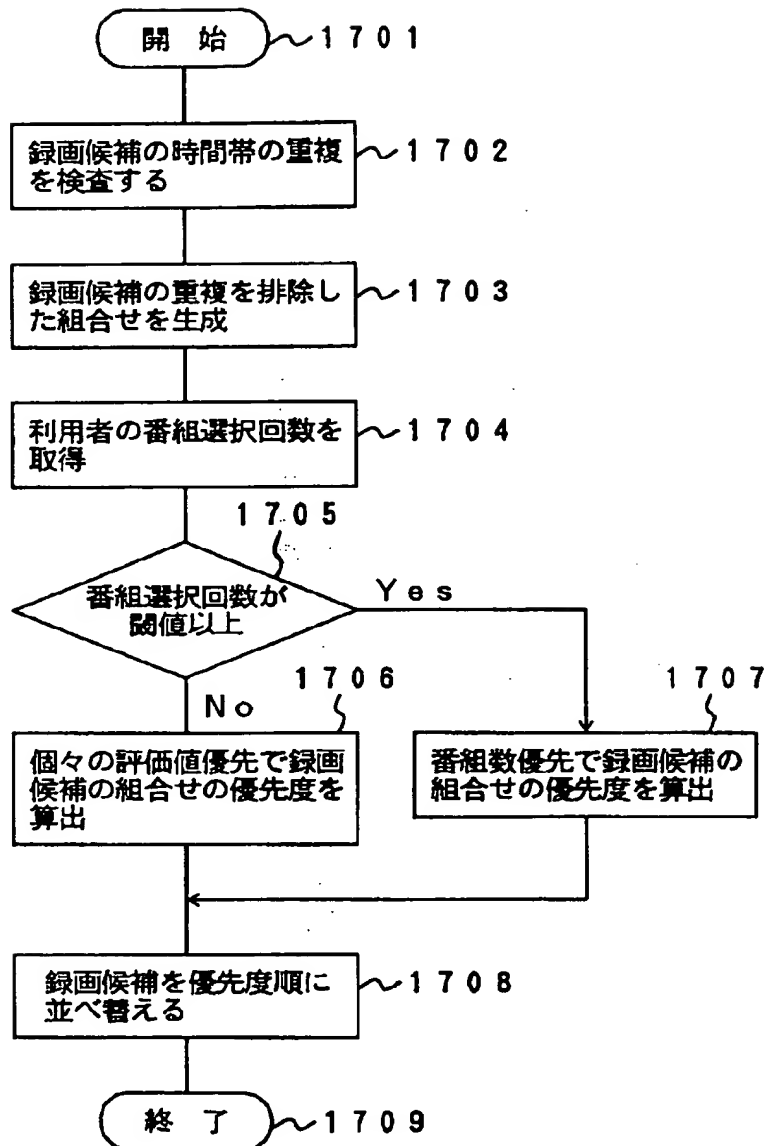 開 始
1701
録画候補の時間帯の重複
を検査する
1702
録画候補の重複を排除し
た組合せを生成
1703
利用者の番組選択回数を
取得
1704
1705
番組選択回数が
閾値以上
Yes
No
1706
個々の評価値優先で録画
候補の組合せの優先度を
算出
1707
番組数優先で録画候補の
組合せの優先度を算出
録画候補を優先度順に
並べ替える
1708
終 了
1709